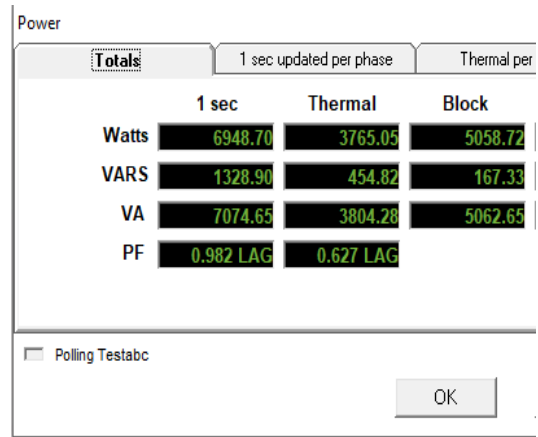 Power
Totals 1 sec updated per phase Thermal per
1 sec Thermal Block
Watts 6948.70 3765.05 5058.72
VARS 1328.90 454.82 167.33
VA 7074.65 3804.28 5062.65
PF 0.982 LAG 0.627 LAG
Polling Testabc
OK